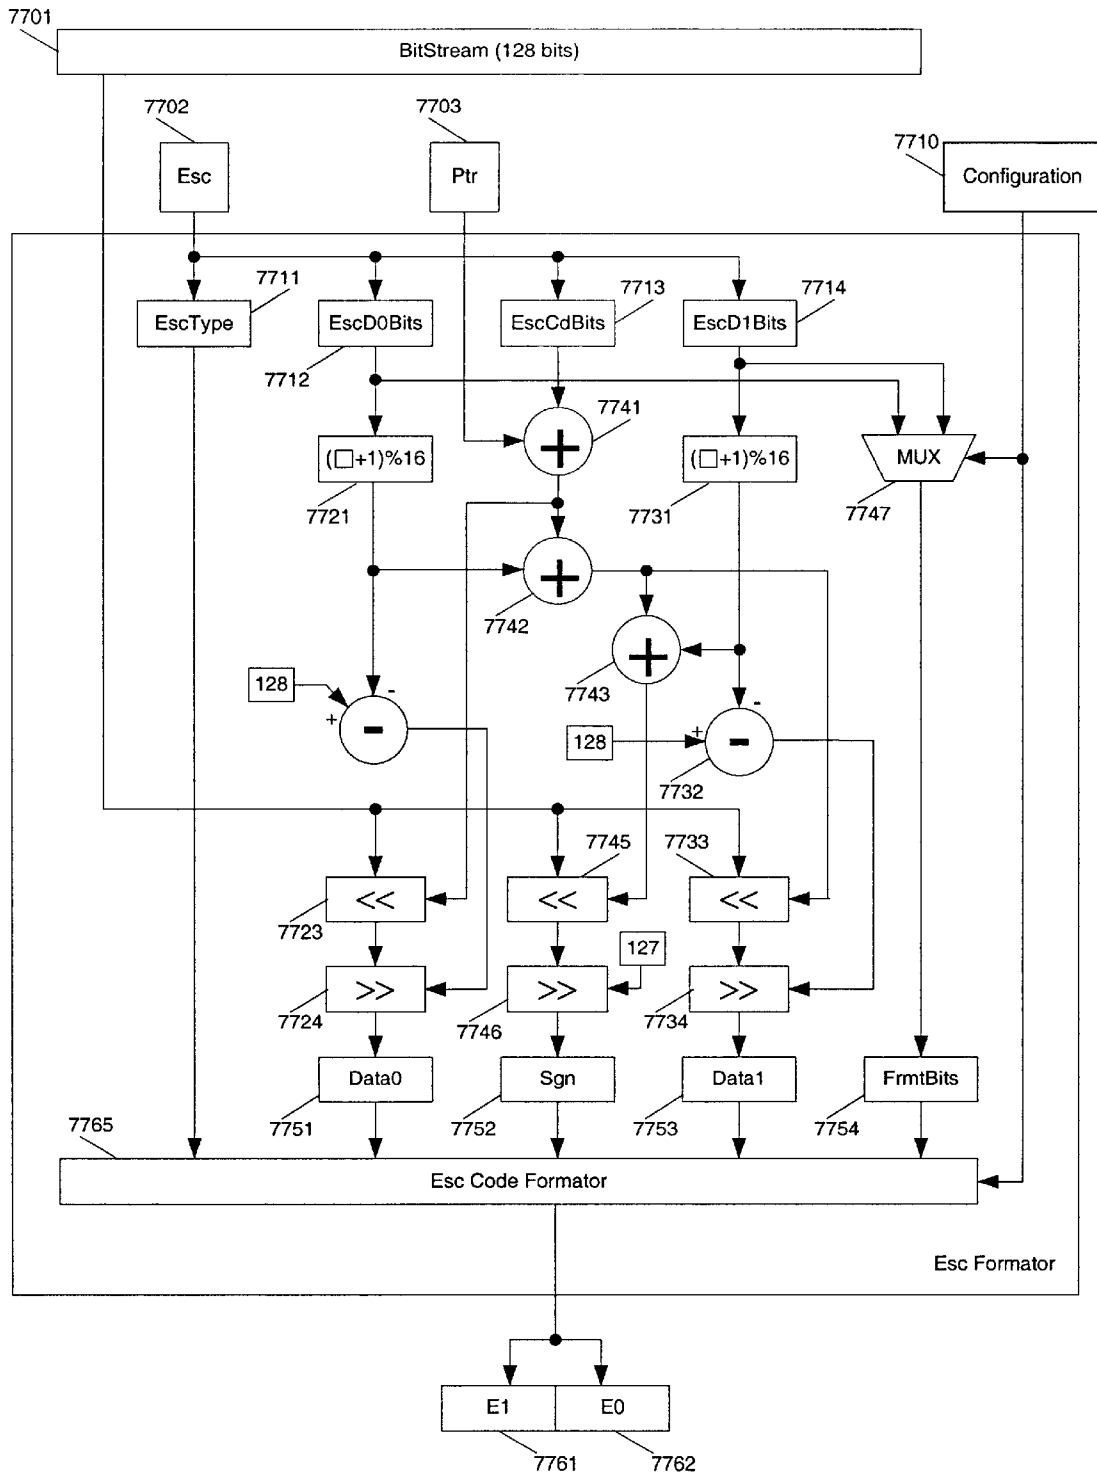 7701
BitStream (128 bits)
7702
7703
7710
Esc
Ptr
Configuration
7711
7713
7714
EscType
EscD0Bits
EscCdBits
EscD1Bits
7712
7741
+
(□+1)%16
(□+1)%16
MUX
7721
7731
7747
+
7742
+
7743
128
-
+
-
128
-
+
-
7732
7745
7733
<<
<<
<<
7723
127
>>
>>
>>
7724
7746
7734
Data0
Sgn
Data1
FrmtBits
7765
7751
7752
7753
7754
Esc Code Formator
Esc Formator
E1
E0
7761
7762